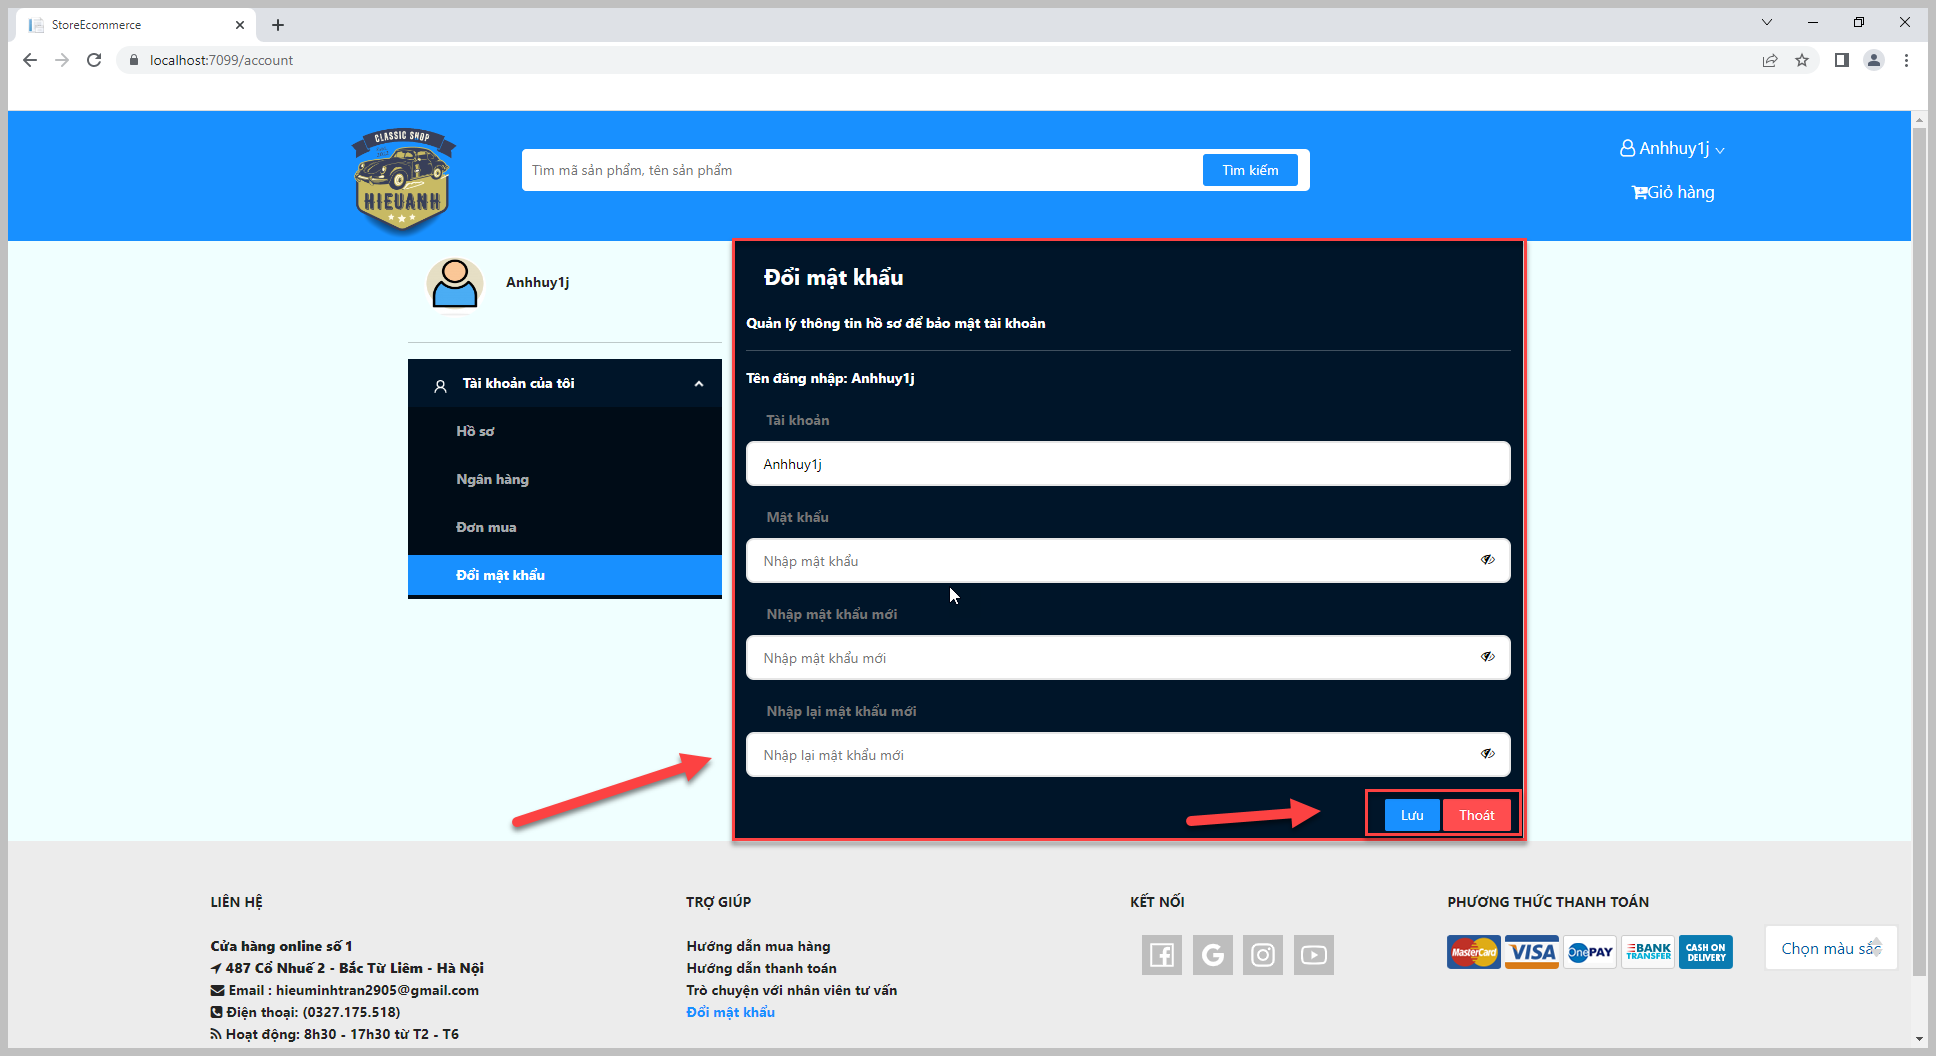 StoreEcommerce
localhost:7099/account
CLASSIC SHOP
HIEUANH
Tìm mã sản phẩm, tên sản phẩm
Tìm kiếm
Anhhuy1j
Giỏ hàng
Anhhuy1j
Tài khoản của tôi
Hồ sơ
Ngân hàng
Đơn mua
Đổi mật khẩu
Đổi mật khẩu
Quản lý thông tin hồ sơ để bảo mật tài khoản
Tên đăng nhập: Anhhuy1j
Tài khoản
Anhhuy1j
Mật khẩu
Nhập mật khẩu
Nhập mật khẩu mới
Nhập mật khẩu mới
Nhập lại mật khẩu mới
Nhập lại mật khẩu mới
Lưu
Thoát
LIÊN HỆ
Cửa hàng online số 1
487 Cổ Nhuế 2 - Bắc Từ Liêm - Hà Nội
Email : hieuminhtran2905@gmail.com
Điện thoại: (0327.175.518)
Hoạt động: 8h30 - 17h30 từ T2 - T6
TRỢ GIÚP
Hướng dẫn mua hàng
Hướng dẫn thanh toán
Trò chuyện với nhân viên tư vấn
Đổi mật khẩu
KẾT NỐI
PHƯƠNG THỨC THANH TOÁN
MasterCard
VISA
OnePAY
BANK
TRANSFER
CASH ON
DELIVERY
Chọn màu sắc